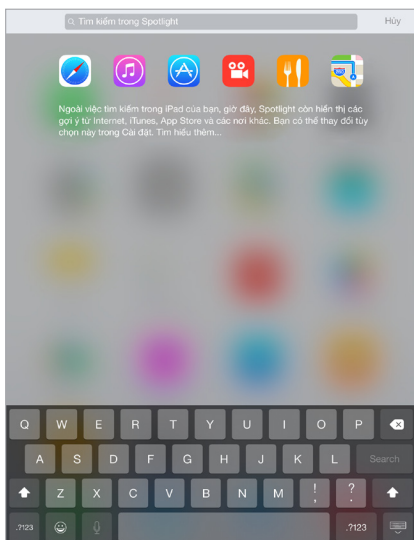 Tìm kiếm trong Spotlight
Hủy
Ngoài việc tìm kiếm trong iPad của bạn, giờ đây, Spotlight còn hiển thị các
gợi ý từ Internet, iTunes, App Store và các nơi khác. Bạn có thể thay đổi tùy
chọn này trong Cài đặt. Tìm hiểu thêm...
Q W E R T Y U I O P
A S D F G H J K L Search
Z X C V B N M ! , ? .
.?123 .?123